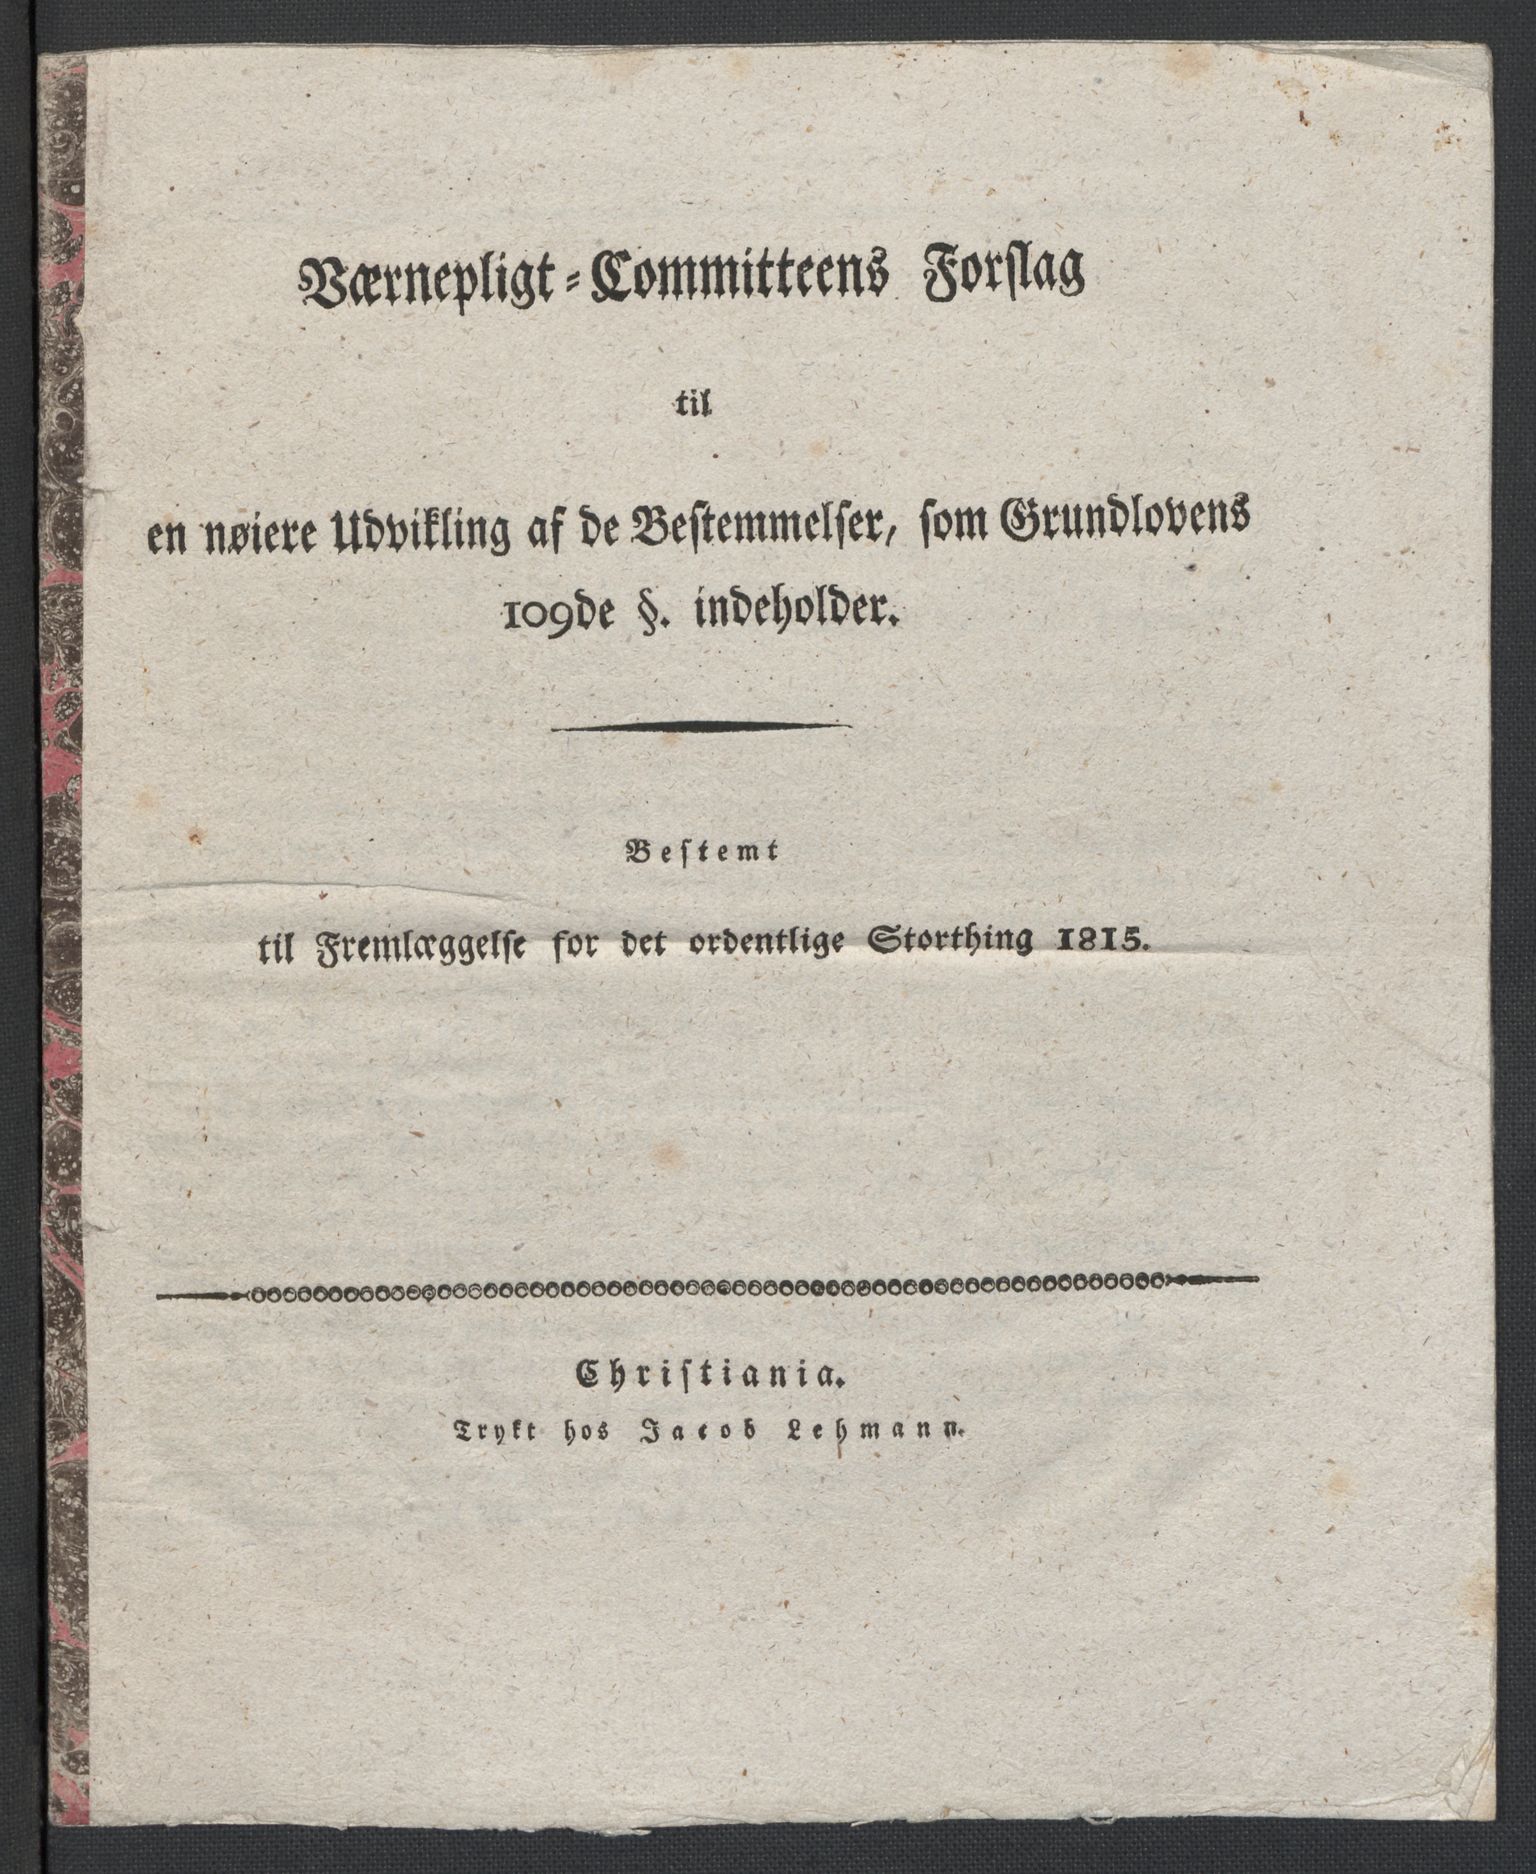 Værnepligt-Committeens Forslag
til
en nøiere Udvikling af de Bestemmelser, som Grundlovens
109de §. indeholder.
Bestemt
til Fremlæggelse for det ordentlige Storthing 1815.
Christiania.
Trykt hos Jacob Lehmann.